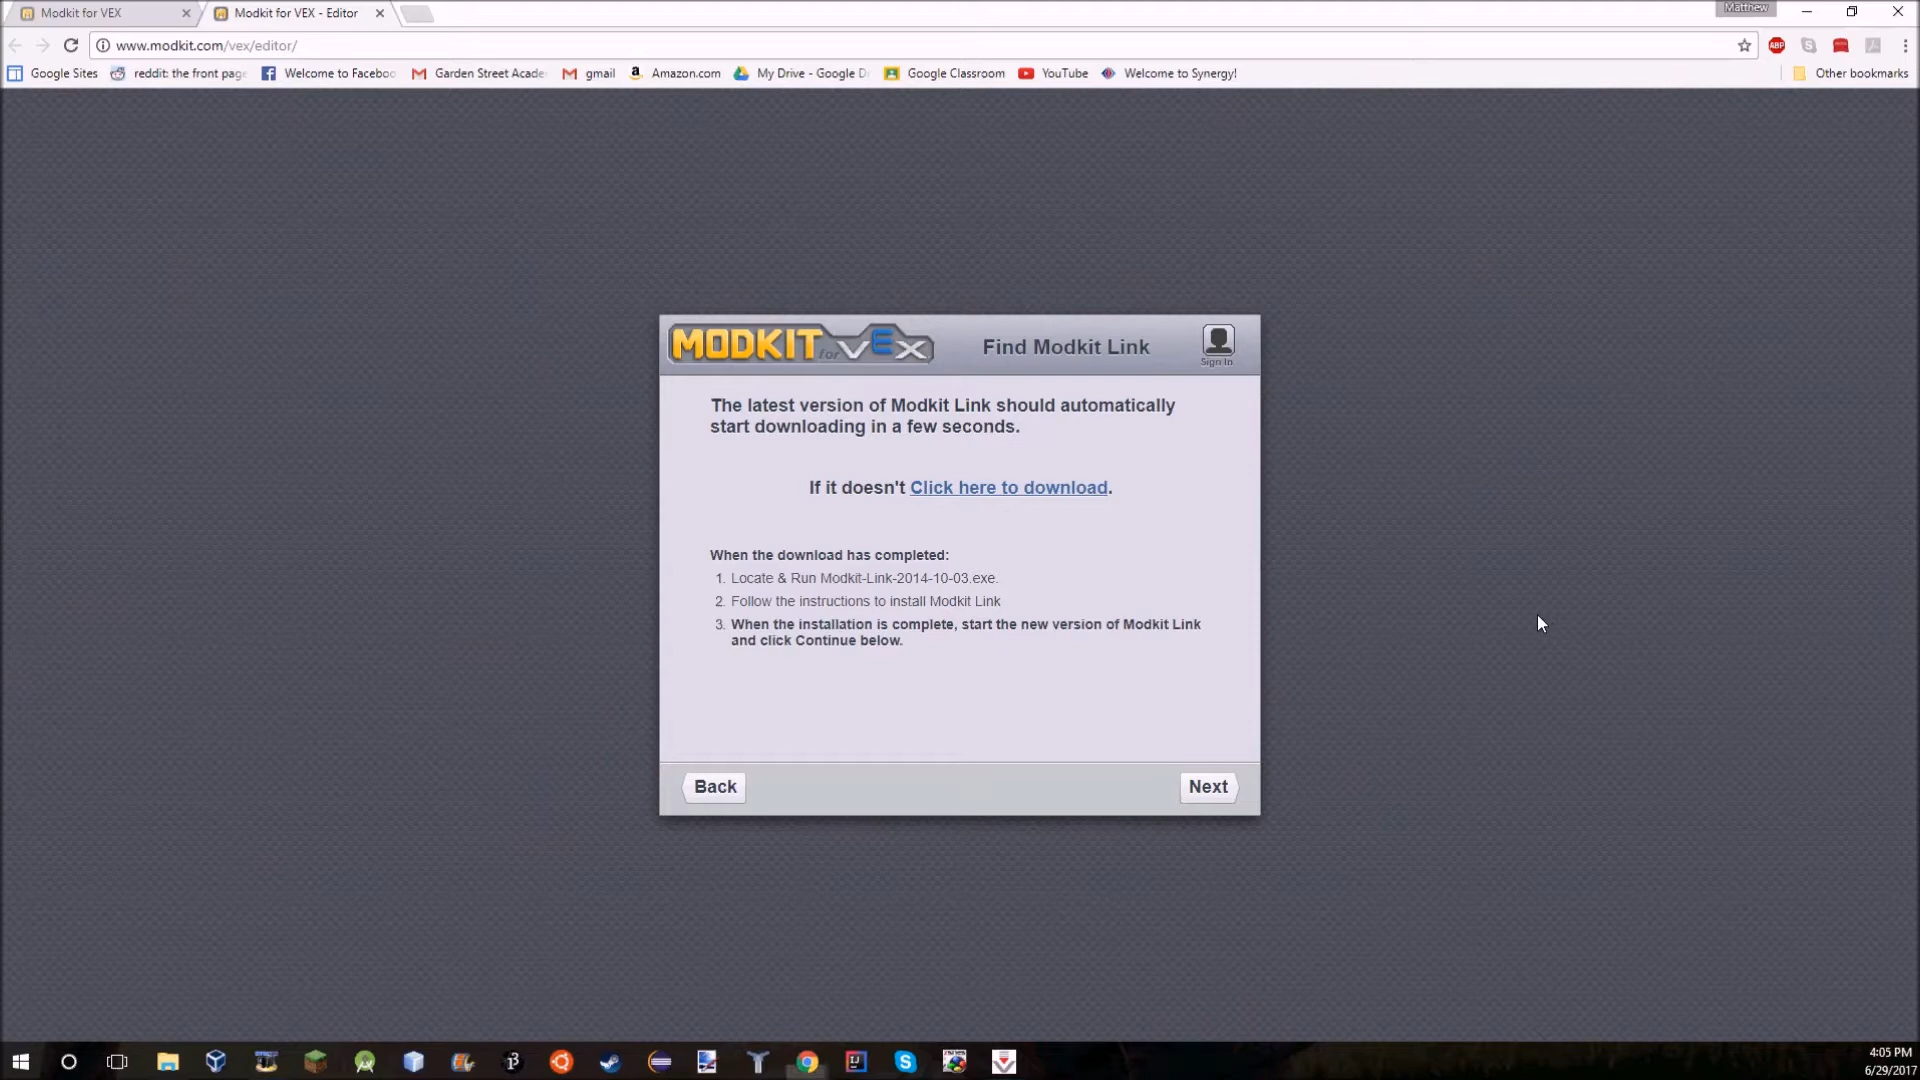 Modkit for VEX
Modkit for VEX - Editor
Matthew
www.modkit.com/vex/editor/
ABP
Google Sites
reddit: the front page
Welcome to Faceboo
Garden Street Acade
gmail
Amazon.com
My Drive - Google D
Google Classroom
YouTube
Welcome to Synergy!
Other bookmarks
MODKIT for VEX
Find Modkit Link
Sign In
The latest version of Modkit Link should automatically
start downloading in a few seconds.
If it doesn't Click here to download.
When the download has completed:
1. Locate & Run Modkit-Link-2014-10-03.exe.
2. Follow the instructions to install Modkit Link
3. When the installation is complete, start the new version of Modkit Link
and click Continue below.
Back
Next
4:05 PM
6/29/2017